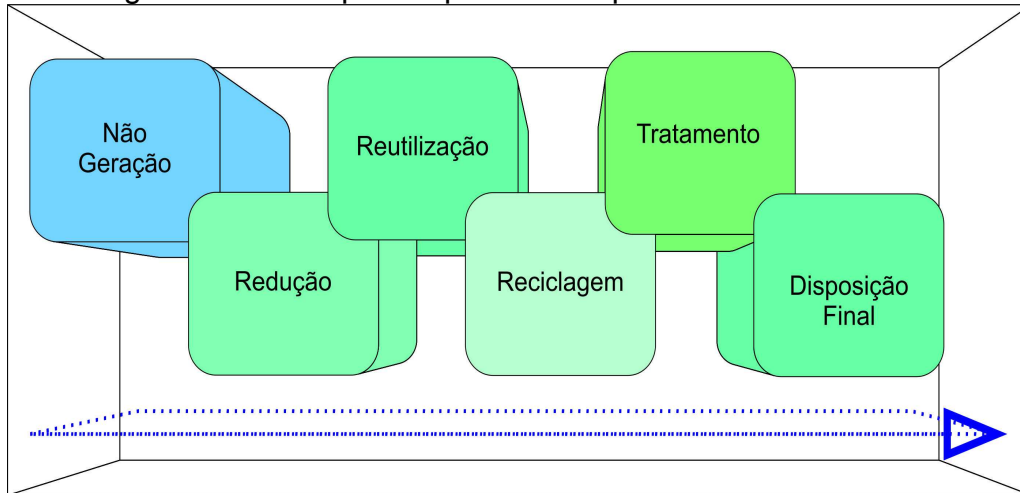 Não
Geração
Redução
Reutilização
Reciclagem
Tratamento
Disposição
Final